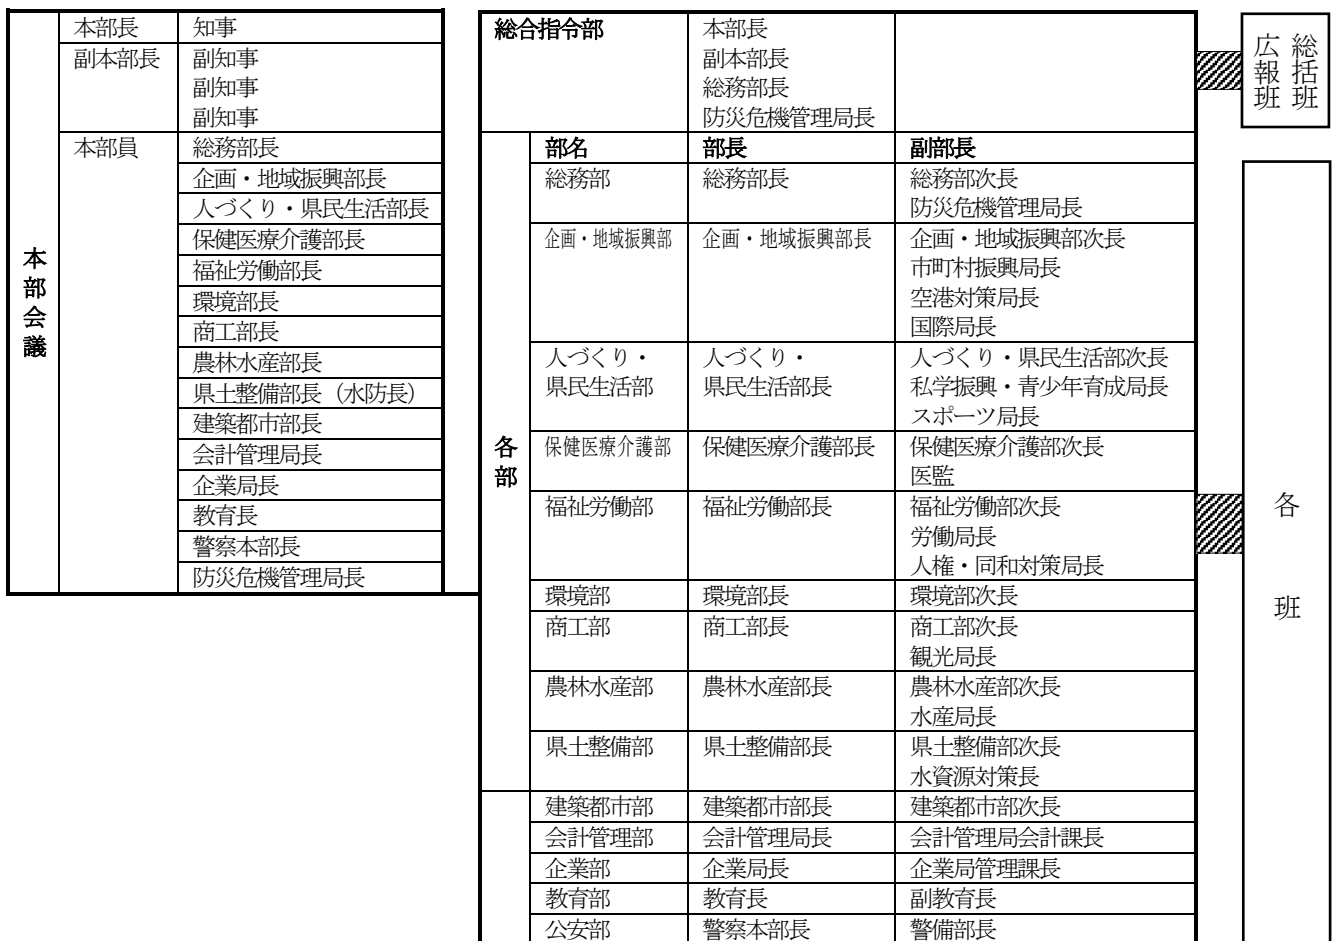 本部会議
本部長 知事
副本部長 副知事
副知事
副知事
本部員 総務部長
企画・地域振興部長
人づくり・県民生活部長
保健医療介護部長
福祉労働部長
環境部長
商工部長
農林水産部長
県土整備部長（水防長）
建築都市部長
会計管理局長
企業局長
教育長
警察本部長
防災危機管理局長
総合指令部 本部長
副本部長
総務部長
防災危機管理局長
各部
部名 部長 副部長
総務部 総務部長 総務部次長
防災危機管理局長
企画・地域振興部 企画・地域振興部長 企画・地域振興部次長
市町村振興局長
空港対策局長
国際局長
人づくり・ 人づくり・ 人づくり・県民生活部次長
県民生活部 県民生活部長 私学振興・青少年育成局長
スポーツ局長
保健医療介護部 保健医療介護部長 保健医療介護部次長
医監
福祉労働部 福祉労働部長 福祉労働部次長
労働局長
人権・同和対策局長
環境部 環境部長 環境部次長
商工部 商工部長 商工部次長
観光局長
農林水産部 農林水産部長 農林水産部次長
水産局長
県土整備部 県土整備部長 県土整備部次長
水資源対策長
建築都市部 建築都市部長 建築都市部次長
会計管理部 会計管理局長 会計管理局会計課長
企業部 企業局長 企業局管理課長
教育部 教育長 副教育長
公安部 警察本部長 警備部長
総括班
広報班
各班